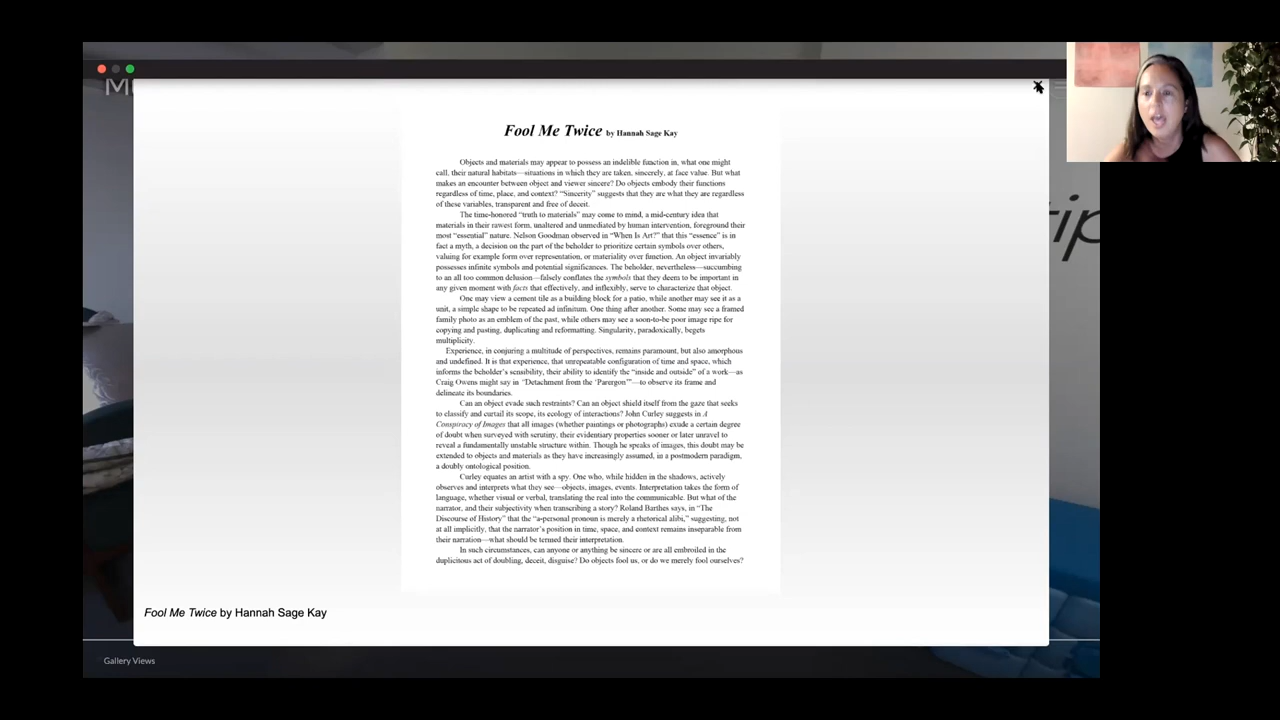 M
Fool Me Twice by Hannah Sage Kay
Objects and materials may appear to possess an indelible function in, what one might
call, their natural habitats—situations in which they are taken, sincerely, at face value. But what
makes an encounter between object and viewer sincere? Do objects embody their functions
regardless of time, place, and context? “Sincerity” suggests that they are what they are regardless
of these variables, transparent and free of deceit.
The time-honored “truth to materials” may come to mind, a mid-century idea that
materials in their rawest form, unaltered and unmediated by human intervention, foreground their
most “essential” nature. Nelson Goodman observed in “When Is Art?” that this “essence” is in
fact a myth, a decision on the part of the beholder to prioritize certain symbols over others,
valuing for example form over representation, or materiality over function. An object invariably
possesses infinite symbols and potential significances. The beholder, nevertheless—succumbing
to an all too common delusion—falsely conflates the symbols that they deem to be important in
any given moment with facts that effectively, and inflexibly, serve to characterize that object.
One may view a cement tile as a building block for a patio, while another may see it as a
unit, a simple shape to be repeated ad infinitum. One thing after another. Some may see a framed
family photo as an emblem of the past, while others may see a soon-to-be poor image ripe for
copying and pasting, duplicating and reformatting. Singularity, paradoxically, begets
multiplicity.
Experience, in conjuring a multitude of perspectives, remains paramount, but also amorphous
and undefined. It is that experience, that unrepeatable configuration of time and space, which
informs the beholder’s sensibility, their ability to identify the “inside and outside” of a work—as
Craig Owens might say in “Detachment from the ‘Parergon’”—to observe its frame and
delineate its boundaries.
Can an object evade such restraints? Can an object shield itself from the gaze that seeks
to classify and curtail its scope, its ecology of interactions? John Curley suggests in A
Conspiracy of Images that all images (whether paintings or photographs) exude a certain degree
of doubt when surveyed with scrutiny, their evidentiary properties sooner or later unravel to
reveal a fundamentally unstable structure within. Though he speaks of images, this doubt may be
extended to objects and materials as they have increasingly assumed, in a postmodern paradigm,
a doubly ontological position.
Curley equates an artist with a spy. One who, while hidden in the shadows, actively
observes and interprets what they see—objects, images, events. Interpretation takes the form of
language, whether visual or verbal, translating the real into the communicable. But what of the
narrator, and their subjectivity when transcribing a story? Roland Barthes says, in “The
Discourse of History” that the “a-personal pronoun is merely a rhetorical alibi,” suggesting, not
at all implicitly, that the narrator’s position in time, space, and context remains inseparable from
their narration—what should be termed their interpretation.
In such circumstances, can anyone or anything be sincere or are all embroiled in the
duplicitous act of doubling, deceit, disguise? Do objects fool us, or do we merely fool ourselves?
tip
Fool Me Twice by Hannah Sage Kay
Gallery Views